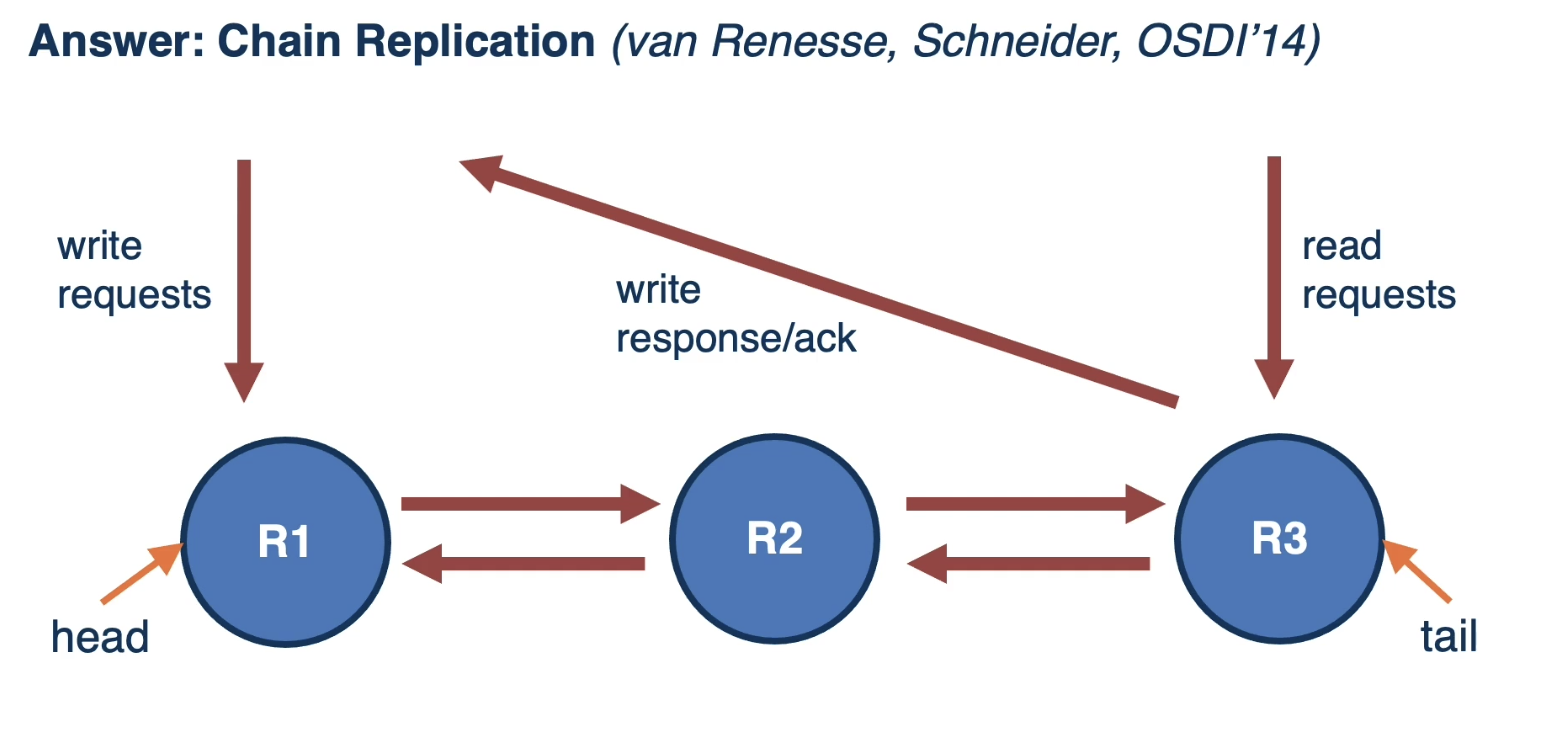 Answer: Chain Replication (van Renesse, Schneider, OSDI’14)
write
requests
write
response/ack
read
requests
R1
R2
R3
head
tail